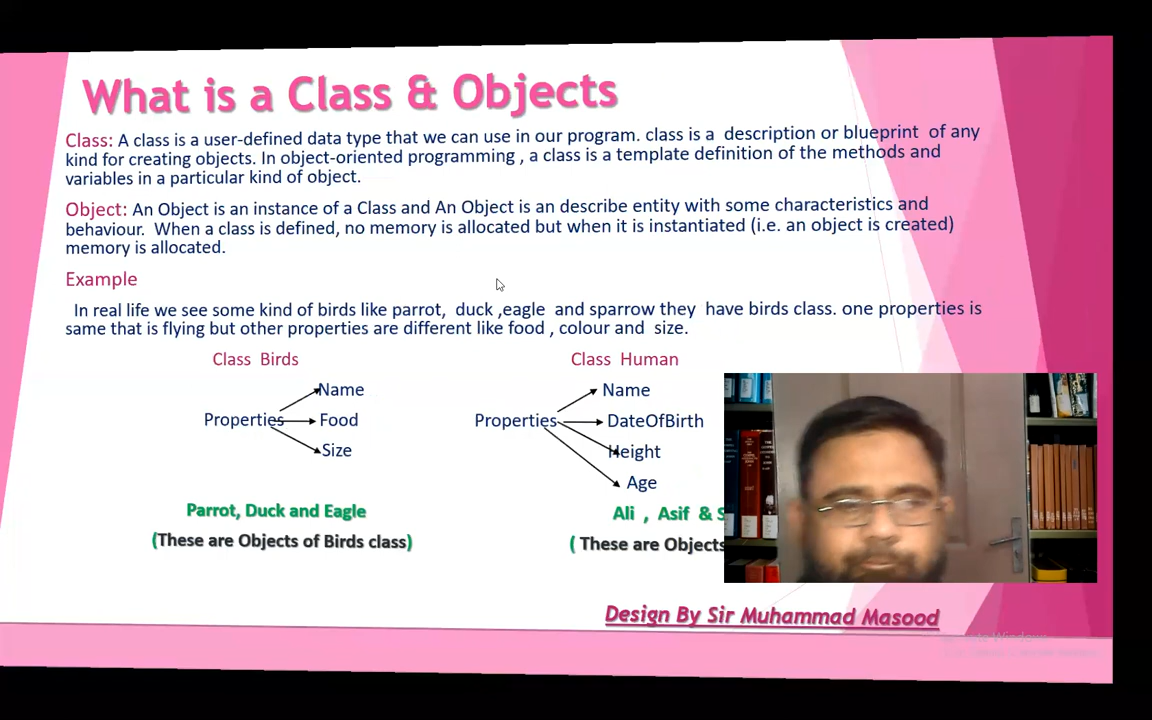 What is a Class & Objects
Class: A class is a user-defined data type that we can use in our program. class is a description or blueprint of any
kind for creating objects. In object-oriented programming , a class is a template definition of the methods and
variables in a particular kind of object.
Object: An Object is an instance of a Class and An Object is an describe entity with some characteristics and
behaviour. When a class is defined, no memory is allocated but when it is instantiated (i.e. an object is created)
memory is allocated.
Example
In real life we see some kind of birds like parrot, duck ,eagle and sparrow they have birds class. one properties is
same that is flying but other properties are different like food , colour and size.
Class Birds
Name
Properties
Food
Size
Parrot, Duck and Eagle
(These are Objects of Birds class)
Class Human
Name
Properties
DateOfBirth
Height
Age
Ali , Asif & S
( These are Objects
Design By Sir Muhammad Masood